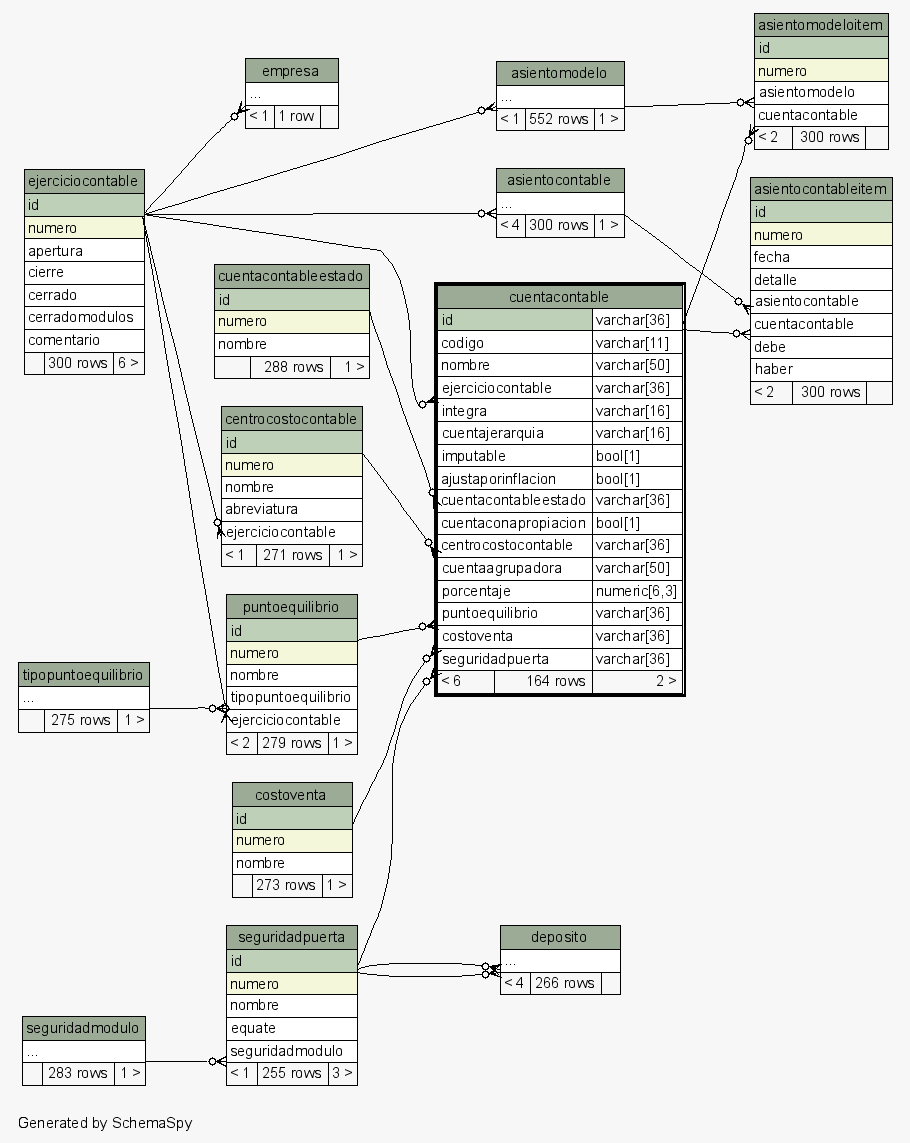 empresa
...
< 1 1 row
asientomodelo
...
< 1 552 rows 1 >
asientomodeloitem
id
numero
asientomodelo
cuentacontable
< 2 300 rows
ejerciciocontable
id
numero
apertura
cierre
cerrado
cerradomodulos
comentario
300 rows 6 >
asientocontable
...
< 4 300 rows 1 >
asientocontableitem
id
numero
fecha
detalle
asientocontable
cuentacontable
debe
haber
< 2 300 rows
cuentacontableestado
id
numero
nombre
288 rows 1 >
cuentacontable
id varchar[36]
codigo varchar[11]
nombre varchar[50]
ejerciciocontable varchar[36]
integra varchar[16]
cuentajerarquia varchar[16]
imputable bool[1]
ajustaporinflacion bool[1]
cuentacontableestado varchar[36]
cuentaconapropiacion bool[1]
centrocostocontable varchar[36]
cuentaagrupadora varchar[50]
porcentaje numeric[6,3]
puntoequilibrio varchar[36]
costoventa varchar[36]
seguridadpuerta varchar[36]
< 6 164 rows 2 >
centrocostocontable
id
numero
nombre
abreviatura
ejerciciocontable
< 1 271 rows 1 >
puntoequilibrio
id
numero
nombre
tipopuntoequilibrio
ejerciciocontable
< 2 279 rows 1 >
tipopuntoequilibrio
...
275 rows 1 >
costoventa
id
numero
nombre
273 rows 1 >
seguridadpuerta
id
numero
nombre
equate
seguridadmodulo
< 1 255 rows 3 >
deposito
...
< 4 266 rows
seguridadmodulo
...
283 rows 1 >
Generated by SchemaSpy